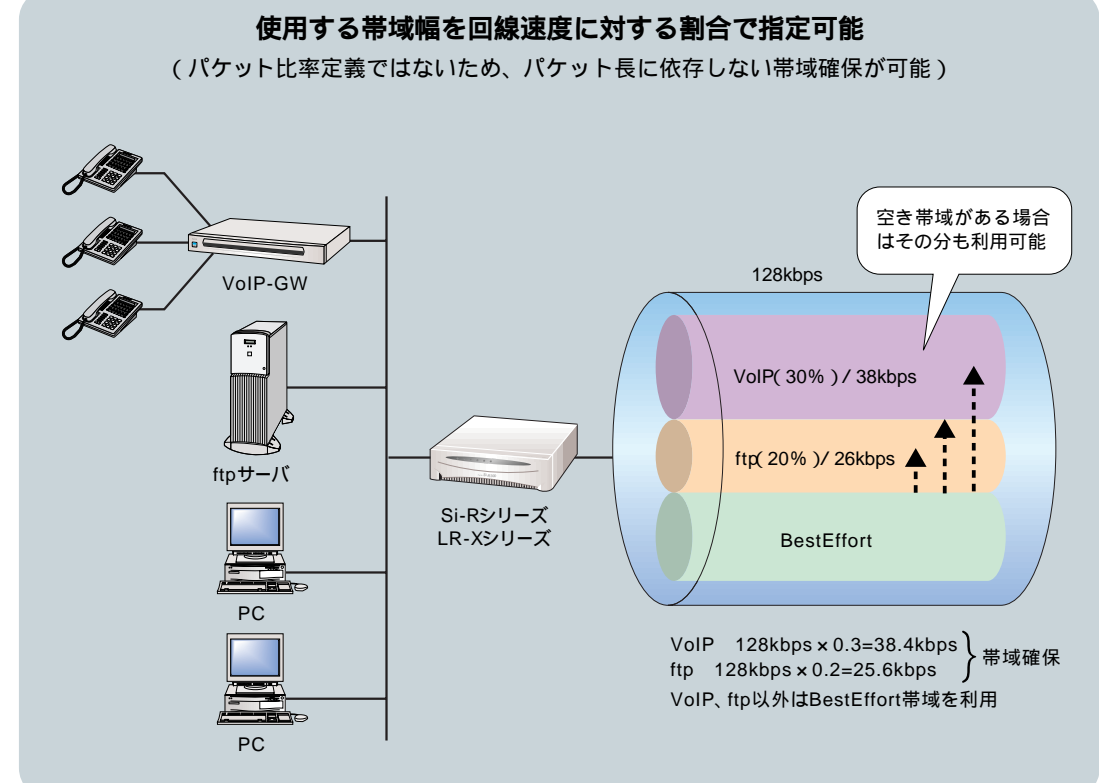 使用する帯域幅を回線速度に対する割合で指定可能
（パケット比率定義ではないため、パケット長に依存しない帯域確保が可能）
空き帯域がある場合
はその分も利用可能
VoIP-GW
128kbps
VoIP（30％）/ 38kbps
ftp（20％）/ 26kbps
ftpサーバ
Si-Rシリーズ
LR-Xシリーズ
BestEffort
PC
VoIP　128kbps×0.3=38.4kbps
ftp　128kbps×0.2=25.6kbps
帯域確保
VoIP、ftp以外はBestEffort帯域を利用
PC